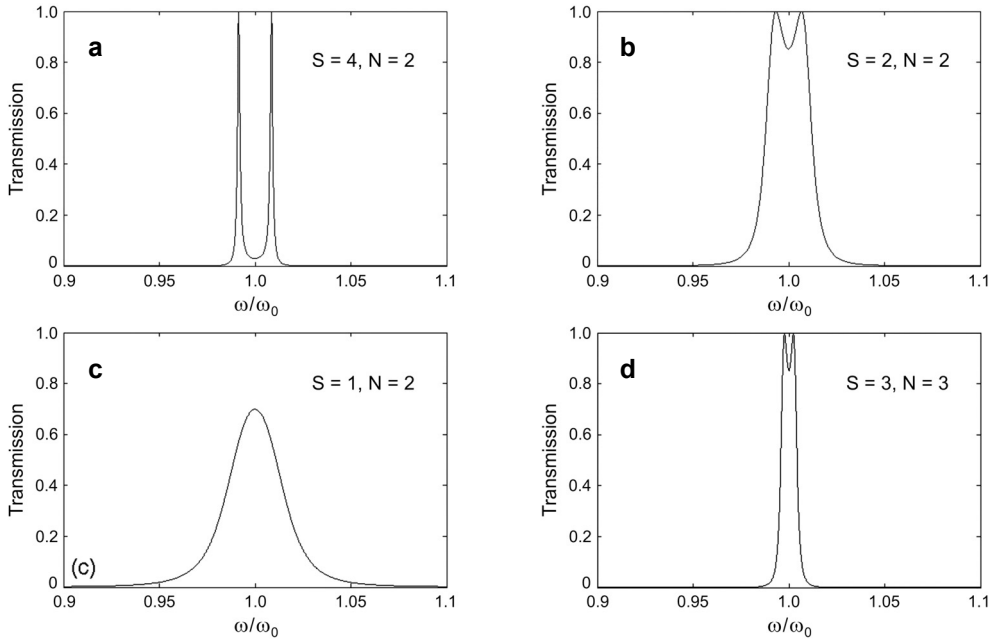 a
S = 4, N = 2
Transmission
1.0
0.8
0.6
0.4
0.2
0
0.9
0.95
1.0
1.05
1.1
ω/ω0
b
S = 2, N = 2
Transmission
1.0
0.8
0.6
0.4
0.2
0
0.9
0.95
1.0
1.05
1.1
ω/ω0
c
S = 1, N = 2
Transmission
1.0
0.8
0.6
0.4
0.2
0
(c)
0.9
0.95
1.0
1.05
1.1
ω/ω0
d
S = 3, N = 3
Transmission
1.0
0.8
0.6
0.4
0.2
0
0.9
0.95
1.0
1.05
1.1
ω/ω0